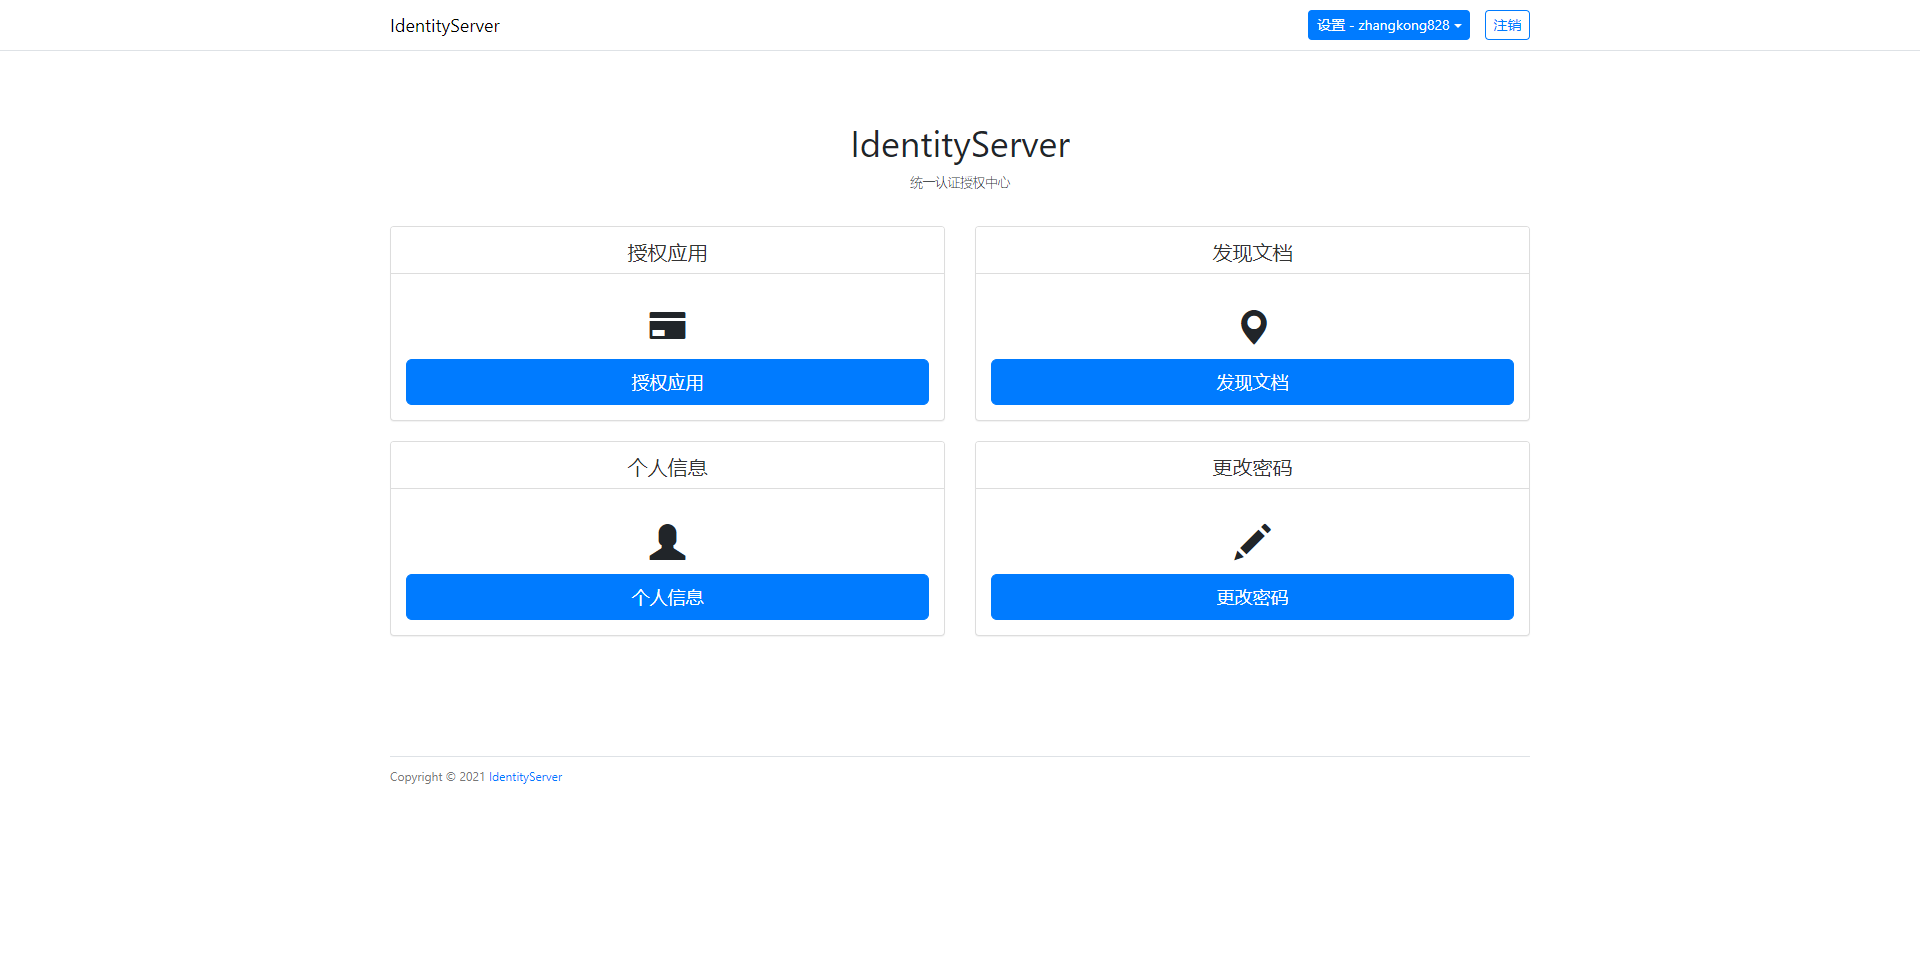 IdentityServer
设置 - zhangkong828
注销
IdentityServer
统一认证授权中心
授权应用
发现文档
授权应用
发现文档
个人信息
更改密码
个人信息
更改密码
Copyright © 2021 IdentityServer